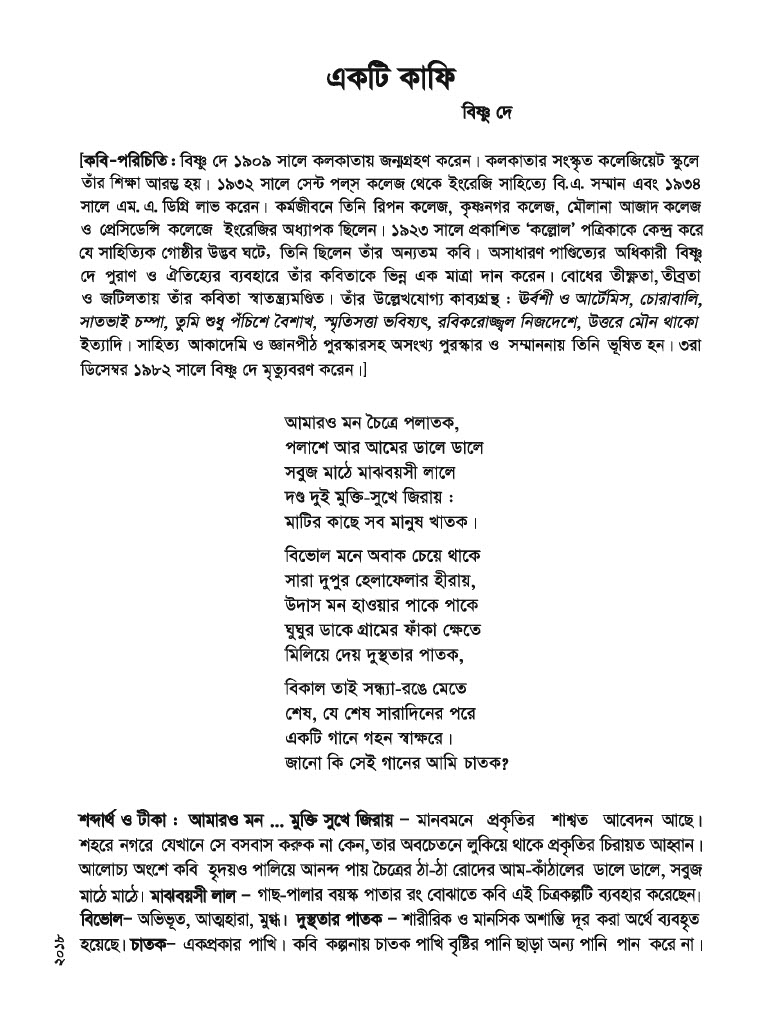 একটি কাফি
বিষ্ণু দে
[কবি-পরিচিতি : বিষ্ণু দে ১৯০৯ সালে কলকাতায় জন্মগ্রহণ করেন। কলকাতার সংস্কৃত কলেজিয়েট স্কুলে
তাঁর শিক্ষা আরম্ভ হয়। ১৯৩২ সালে সেন্ট পল্‌স কলেজ থেকে ইংরেজি সাহিত্যে বি.এ. সম্মান এবং ১৯৩৪
সালে এম. এ. ডিগ্রি লাভ করেন। কর্মজীবনে তিনি রিপন কলেজ, কৃষ্ণনগর কলেজ, মৌলানা আজাদ কলেজ
ও প্রেসিডেন্সি কলেজে ইংরেজির অধ্যাপক ছিলেন। ১৯২৩ সালে প্রকাশিত ‘কল্লোল’ পত্রিকাকে কেন্দ্র করে
যে সাহিত্যিক গোষ্ঠীর উদ্ভব ঘটে, তিনি ছিলেন তাঁর অন্যতম কবি। অসাধারণ পাণ্ডিত্যের অধিকারী বিষ্ণু
দে পুরাণ ও ঐতিহ্যের ব্যবহারে তাঁর কবিতাকে ভিন্ন এক মাত্রা দান করেন। বোধের তীক্ষ্ণতা, তীব্রতা
ও জটিলতায় তাঁর কবিতা স্বাতন্ত্র্যমণ্ডিত। তাঁর উল্লেখযোগ্য কাব্যগ্রন্থ : ঊর্বশী ও আর্টেমিস, চোরাবালি,
সাতভাই চম্পা, তুমি শুধু পঁচিশে বৈশাখ, স্মৃতিসত্তা ভবিষ্যৎ, রবিকরোজ্জ্বল নিজদেশে, উত্তরে মৌন থাকো
ইত্যাদি। সাহিত্য আকাদেমি ও জ্ঞানপীঠ পুরস্কারসহ অসংখ্য পুরস্কার ও সম্মাননায় তিনি ভূষিত হন। ৩রা
ডিসেম্বর ১৯৮২ সালে বিষ্ণু দে মৃত্যুবরণ করেন।]
আমারও মন চৈত্রে পলাতক,
পলাশে আর আমের ডালে ডালে
সবুজ মাঠে মাঝবয়সী লালে
দণ্ড দুই মুক্তি-সুখে জিরায় :
মাটির কাছে সব মানুষ খাতক।
বিভোল মনে অবাক চেয়ে থাকে
সারা দুপুর হেলাফেলার হীরায়,
উদাস মন হাওয়ার পাকে পাকে
ঘুঘুর ডাকে গ্রামের ফাঁকা ক্ষেতে
মিলিয়ে দেয় দুস্থতার পাতক,
বিকাল তাই সন্ধ্যা-রঙে মেতে
শেষ, যে শেষ সারাদিনের পরে
একটি গানে গহন স্বাক্ষরে।
জানো কি সেই গানের আমি চাতক?
শব্দার্থ ও টীকা : আমারও মন ... মুক্তি সুখে জিরায় – মানবমনে প্রকৃতির শাশ্বত আবেদন আছে।
শহরে নগরে যেখানে সে বসবাস করুক না কেন, তার অবচেতনে লুকিয়ে থাকে প্রকৃতির চিরায়ত আহ্বান।
আলোচ্য অংশে কবি হৃদয়ও পালিয়ে আনন্দ পায় চৈত্রের ঠা-ঠা রোদের আম-কাঁঠালের ডালে ডালে, সবুজ
মাঠে মাঠে। মাঝবয়সী লাল – গাছ-পালার বয়স্ক পাতার রং বোঝাতে কবি এই চিত্রকল্পটি ব্যবহার করেছেন।
বিভোল– অভিভূত, আত্মহারা, মুগ্ধ। দুস্থতার পাতক – শারীরিক ও মানসিক অশান্তি দূর করা অর্থে ব্যবহৃত
হয়েছে। চাতক– একপ্রকার পাখি। কবি কল্পনায় চাতক পাখি বৃষ্টির পানি ছাড়া অন্য পানি পান করে না।
২০১৮